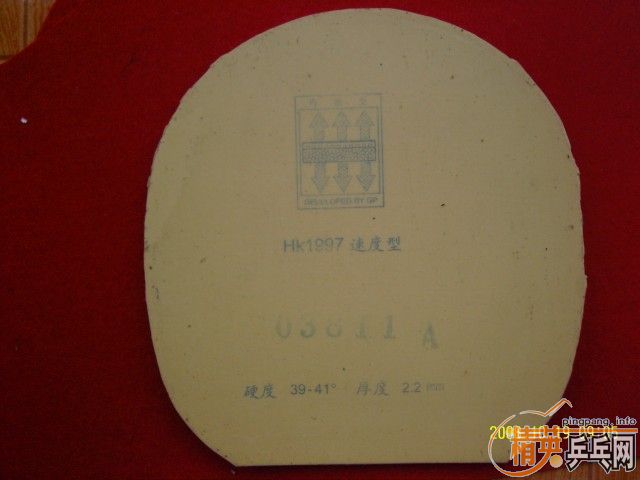 DEVELOPED BY GP
Hk1997 速度型
03811 A
硬度 39-41° 厚度 2.2 mm
pingpang.info
精英乒乓网